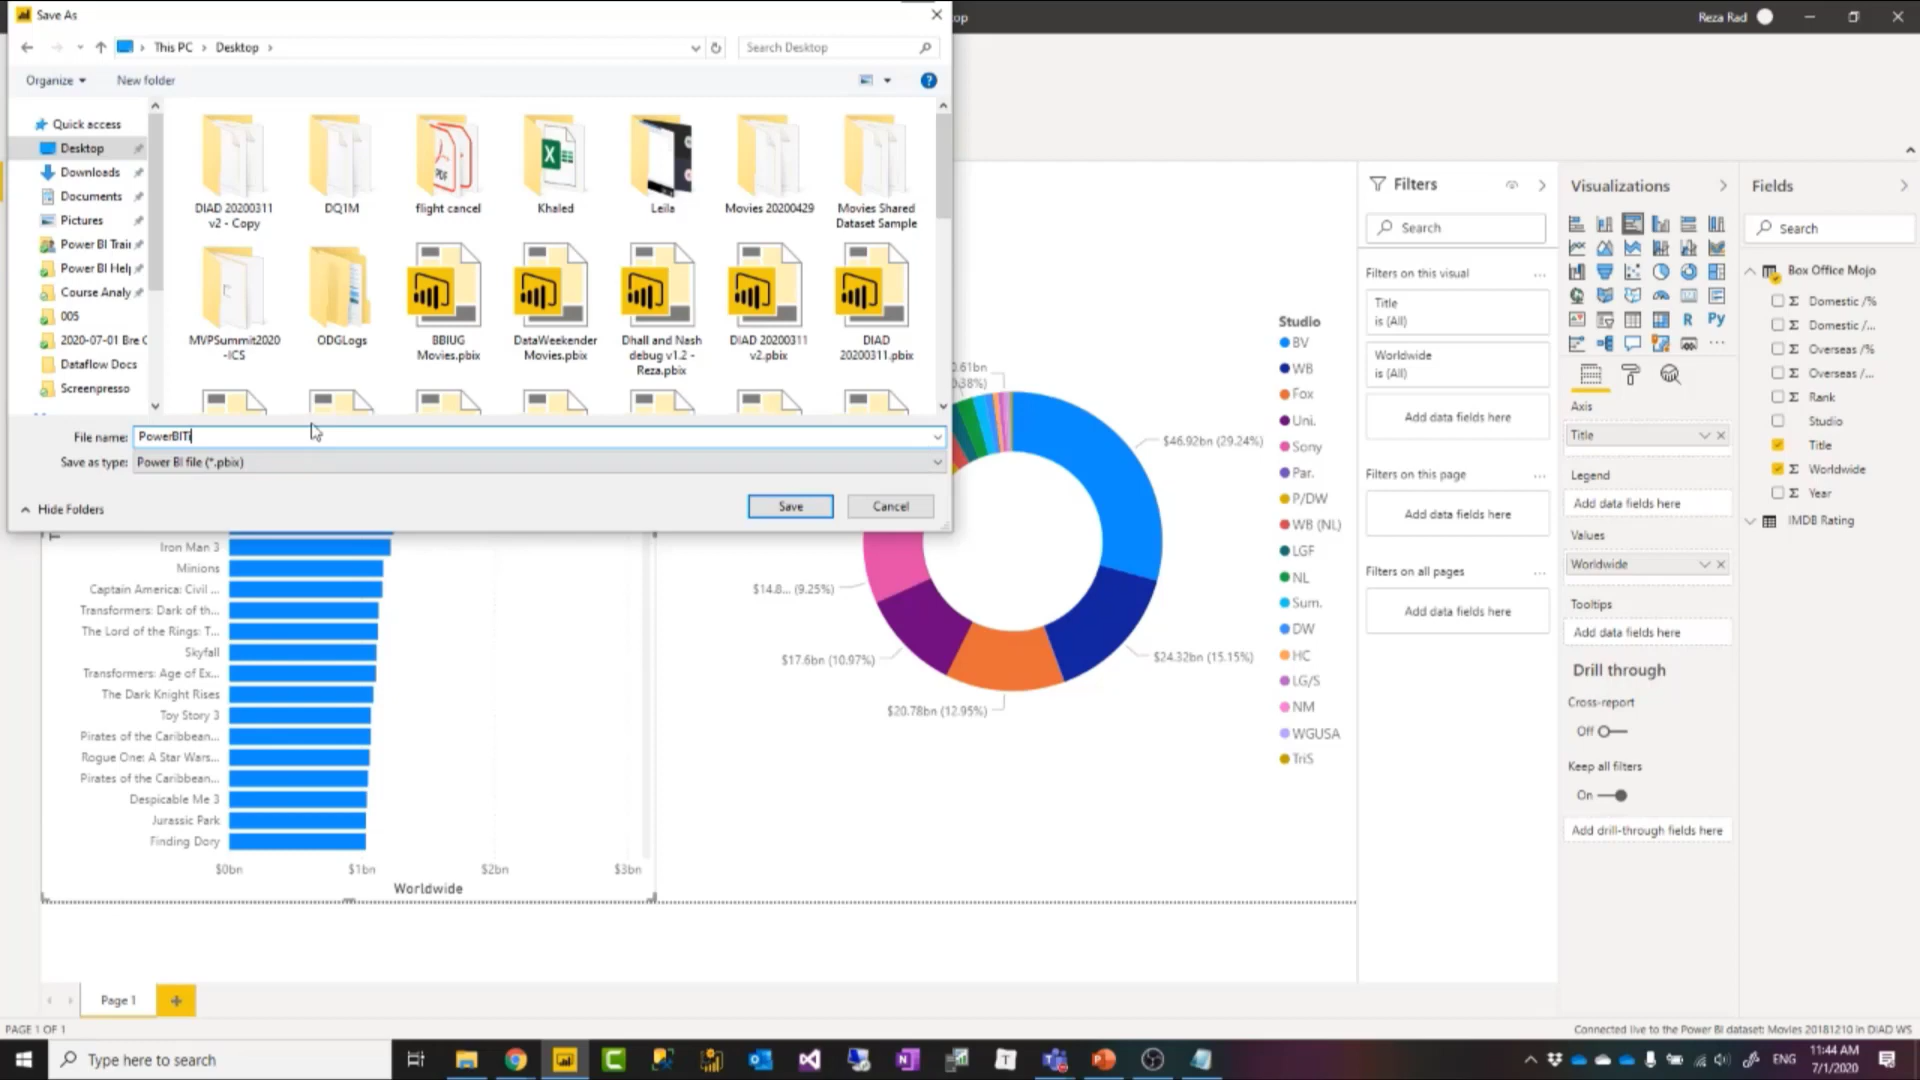 Save As
op
Reza Rad
This PC
Desktop
Search Desktop
Organize
New folder
Quick access
Desktop
Downloads
Documents
Pictures
Power BI Trai
Power BI Help
Course Analy
005
2020-07-01 Bre C
Dataflow Docs
Screenpresso
DIAD 20200311
v2 - Copy
DQ1M
flight cancel
Khaled
Leila
Movies 20200429
Movies Shared
Dataset Sample
MVPSummit2020
-ICS
ODGLogs
BBIUG
Movies.pbix
DataWeekender
Movies.pbix
Dhall and Nash
debug v1.2 -
Reza.pbix
DIAD 20200311
v2.pbix
DIAD
20200311.pbix
File name:
PowerBITi
Save as type:
Power BI file (*.pbix)
Hide Folders
Save
Cancel
Iron Man 3
Minions
Captain America: Civil ...
Transformers: Dark of th...
The Lord of the Rings: T...
Skyfall
Transformers: Age of Ex...
The Dark Knight Rises
Toy Story 3
Pirates of the Caribbean...
Rogue One: A Star Wars...
Pirates of the Caribbean...
Despicable Me 3
Jurassic Park
Finding Dory
$0bn
$1bn
$2bn
$3bn
Worldwide
0.61bn
0.38%)
$46.92bn (29.24%)
$24.32bn (15.15%)
$20.78bn (12.95%)
$17.6bn (10.97%)
$14.8... (9.25%)
Studio
BV
WB
Fox
Uni.
Sony
Par.
P/DW
WB (NL)
LGF
NL
Sum.
DW
HC
LG/S
NM
WGUSA
TriS
Filters
Search
Filters on this visual
...
Title
is (All)
Worldwide
is (All)
Add data fields here
Filters on this page
...
Add data fields here
Filters on all pages
...
Add data fields here
Visualizations
R
Py
...
Axis
Title
Legend
Add data fields here
Values
Worldwide
Tooltips
Add data fields here
Drill through
Cross-report
Off
Keep all filters
On
Add drill-through fields here
Fields
Search
Box Office Mojo
Σ Domestic /%
Σ Domestic /...
Σ Overseas /%
Σ Overseas /...
Σ Rank
Studio
Title
Σ Worldwide
Σ Year
IMDB Rating
Page 1
PAGE 1 OF 1
Connected live to the Power BI dataset: Movies 20181210 in DIAD WS
Type here to search
ENG
11:44 AM
7/1/2020